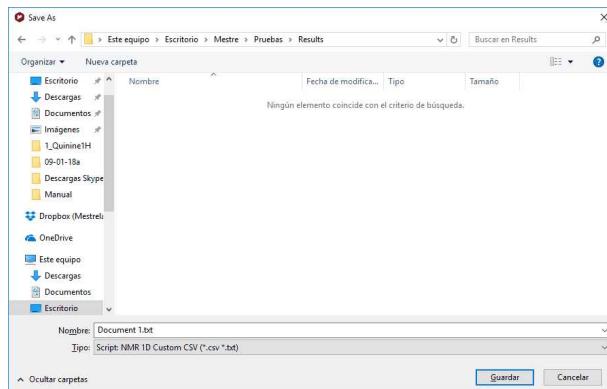 Save As
Este equipo > Escritorio > Mestre > Pruebas > Results
Buscar en Results
Organizar
Nueva carpeta
Nombre
Fecha de modifica...
Tipo
Tamaño
Ningún elemento coincide con el criterio de búsqueda.
Escritorio
Descargas
Documentos
Imágenes
1_Quinine1H
09-01-18a
Descargas Skype
Manual
Dropbox (Mestrela
OneDrive
Este equipo
Descargas
Documentos
Escritorio
Nombre: Document 1.txt
Tipo: Script: NMR 1D Custom CSV (*.csv *.txt)
Ocultar carpetas
Guardar
Cancelar